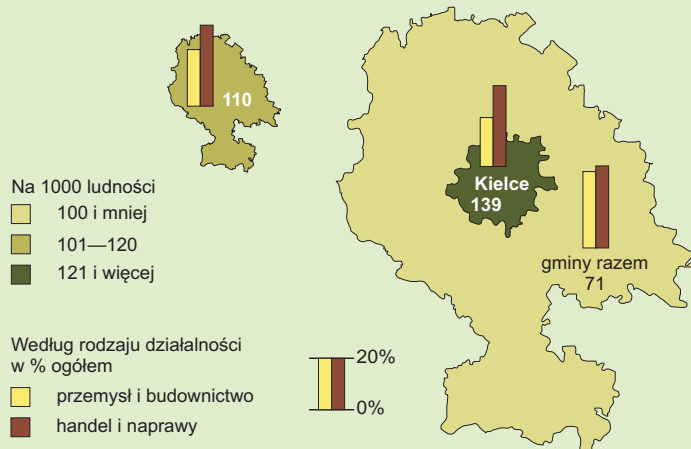 110
Kielce
139
gminy razem
71
Na 1000 ludności
100 i mniej
101—120
121 i więcej
Według rodzaju działalności
w % ogółem
przemysł i budownictwo
handel i naprawy
20%
0%